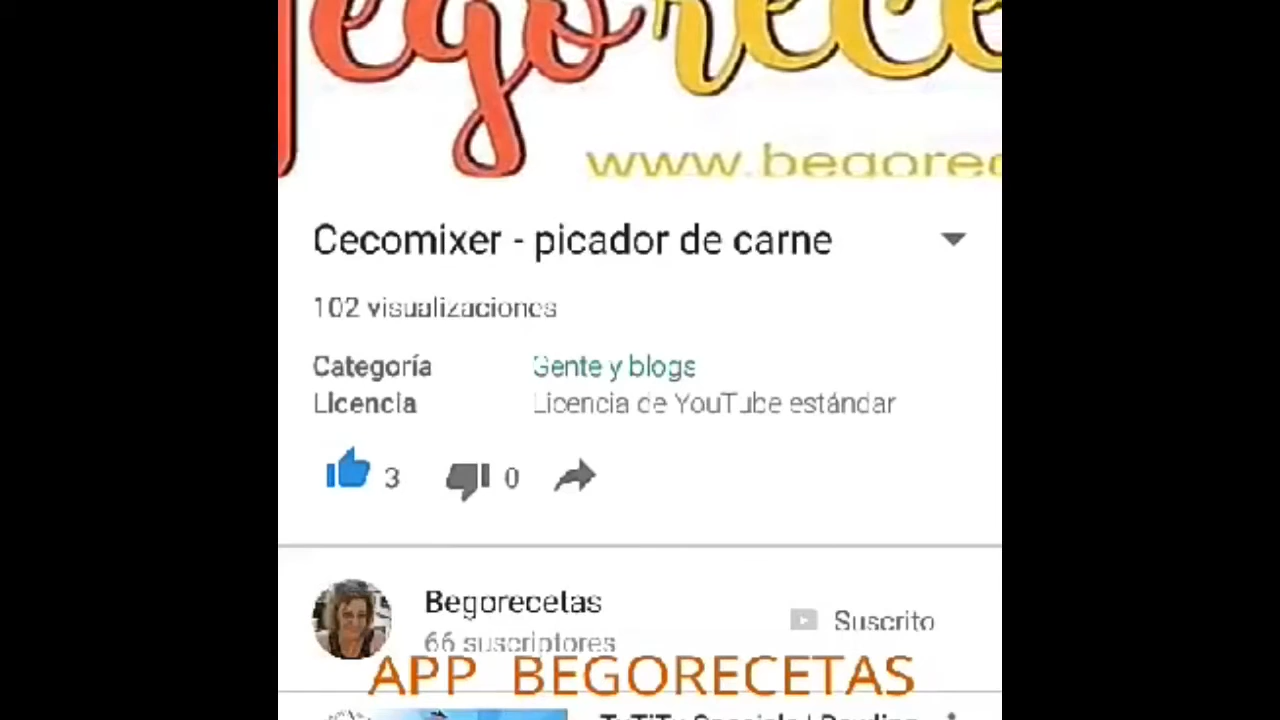 egorece
www.begorec
Cecomixer - picador de carne
102 visualizaciones
Categoría Gente y blogs
Licencia Licencia de YouTube estándar
3 0
Begorecetas
66 suscriptores
Suscrito
APP BEGORECETAS